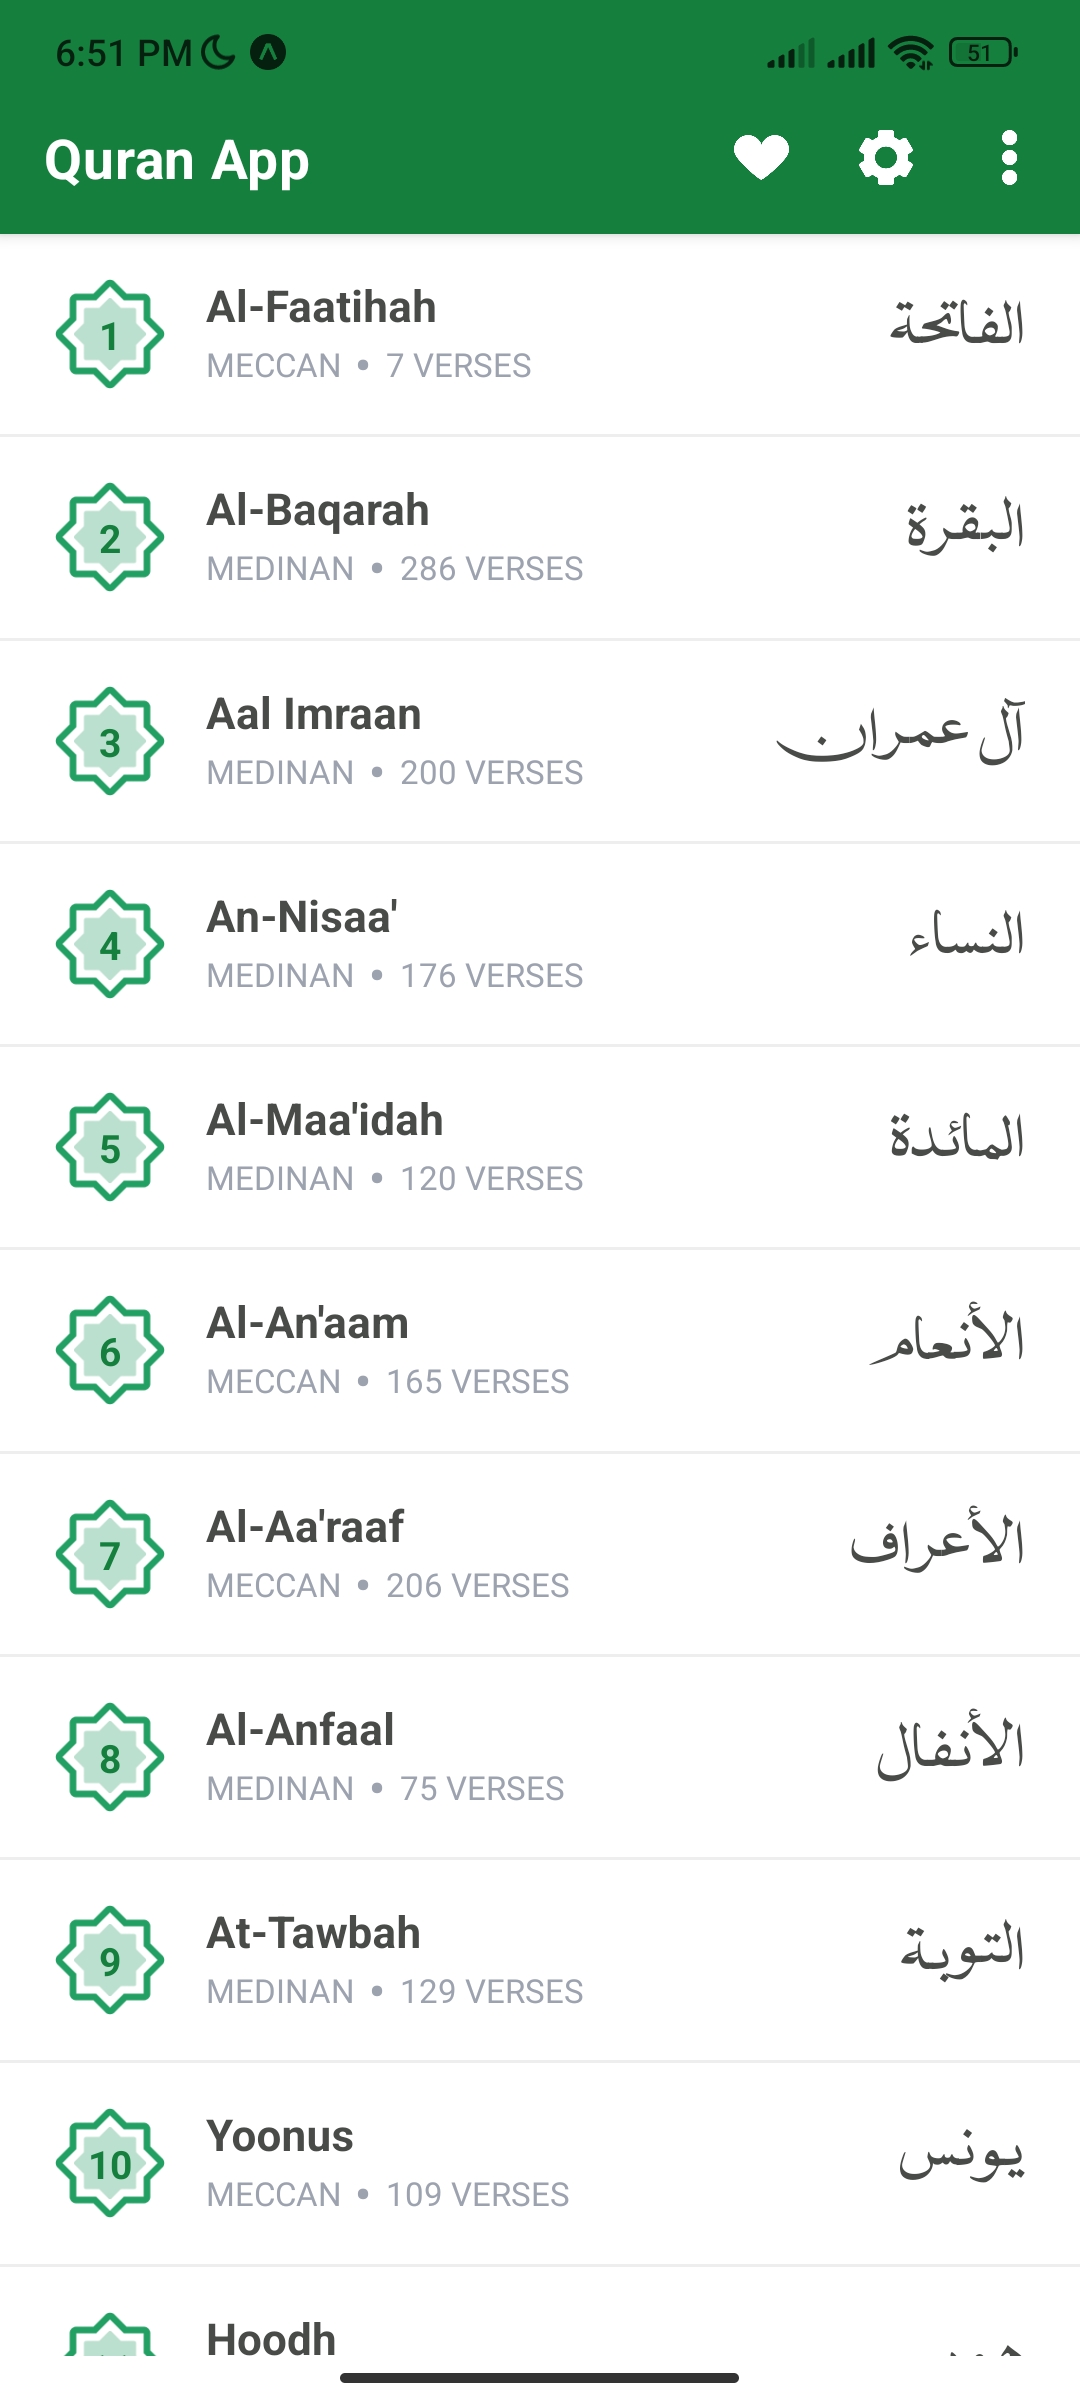 6:51 PM
51
Quran App
1
Al-Faatihah
الفاتحة
MECCAN • 7 VERSES
2
Al-Baqarah
البقرة
MEDINAN • 286 VERSES
3
Aal Imraan
آل عمران
MEDINAN • 200 VERSES
4
An-Nisaa'
النساء
MEDINAN • 176 VERSES
5
Al-Maa'idah
المائدة
MEDINAN • 120 VERSES
6
Al-An'aam
الأنعام
MECCAN • 165 VERSES
7
Al-Aa'raaf
الأعراف
MECCAN • 206 VERSES
8
Al-Anfaal
الأنفال
MEDINAN • 75 VERSES
9
At-Tawbah
التوبة
MEDINAN • 129 VERSES
10
Yoonus
يونس
MECCAN • 109 VERSES
Hoodh